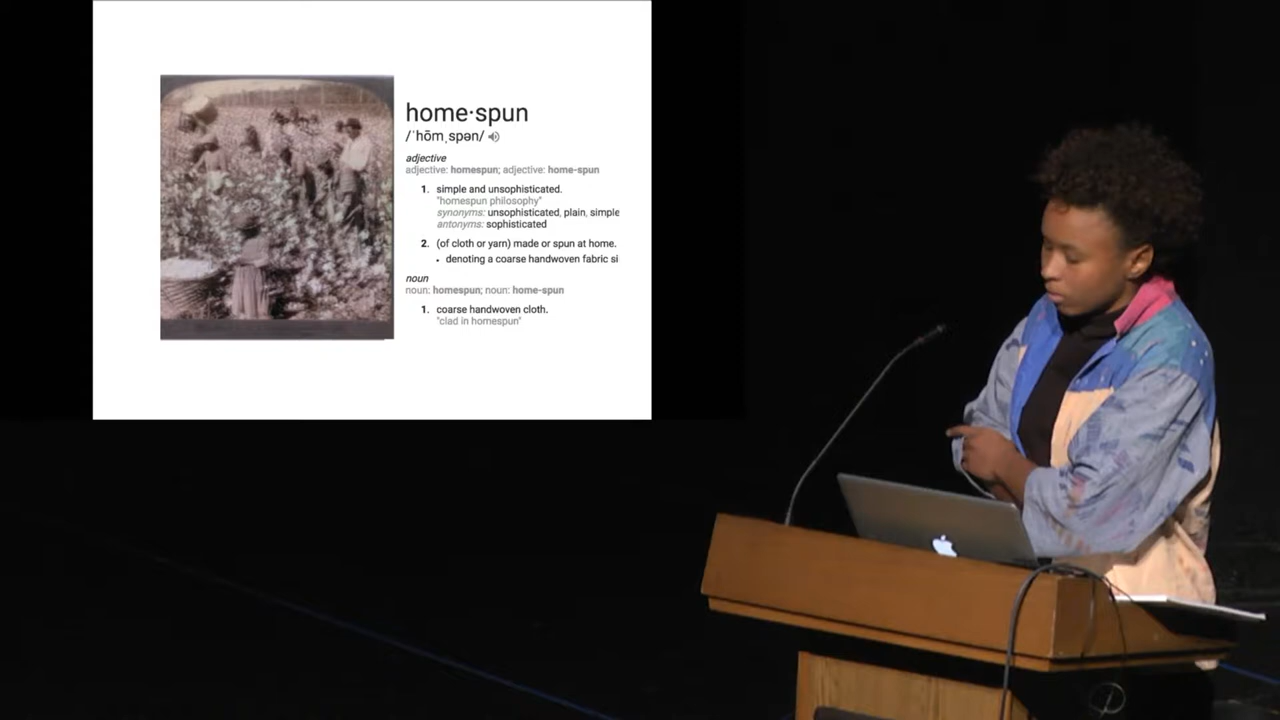 home·spun
/ˈhōmˌspən/
adjective
adjective: homespun; adjective: home-spun
1. simple and unsophisticated.
"homespun philosophy"
synonyms: unsophisticated, plain, simple
antonyms: sophisticated
2. (of cloth or yarn) made or spun at home.
• denoting a coarse handwoven fabric si
noun
noun: homespun; noun: home-spun
1. coarse handwoven cloth.
"clad in homespun"